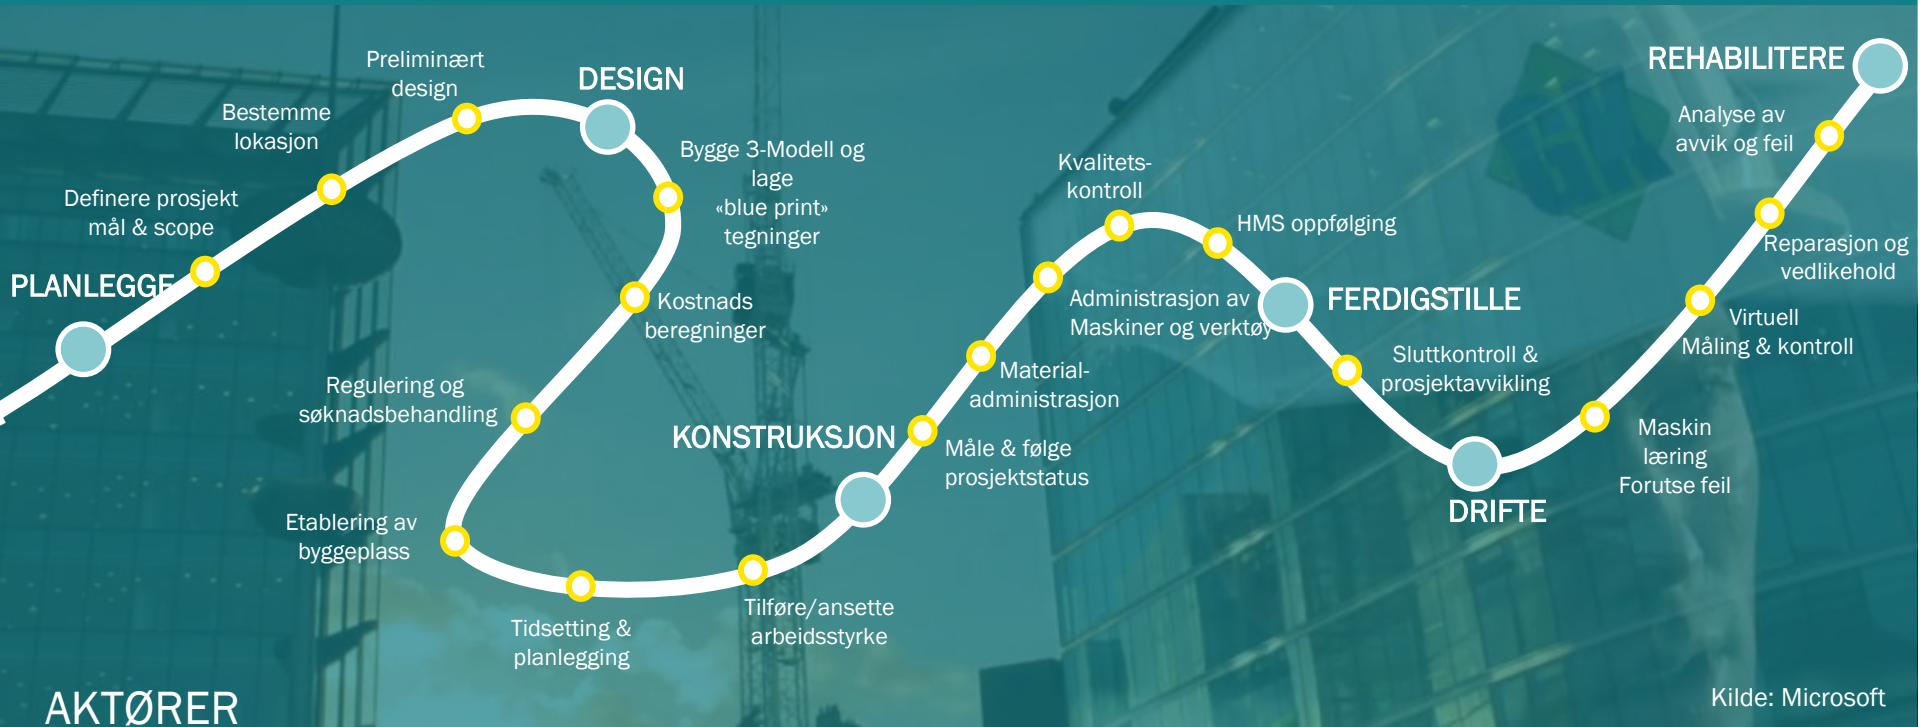 PLANLEGGE
Definere prosjekt
mål & scope
Bestemme
lokasjon
Preliminært
design
DESIGN
Bygge 3-Modell og
lage
«blue print»
tegninger
Kostnads
beregninger
Regulering og
søknadsbehandling
Etablering av
byggeplass
Tidsetting &
planlegging
Tilføre/ansette
arbeidsstyrke
KONSTRUKSJON
Måle & følge
prosjektstatus
Material-
administrasjon
Administrasjon av
Maskiner og verktøy
Kvalitets-
kontroll
HMS oppfølging
FERDIGSTILLE
Sluttkontroll &
prosjektavvikling
DRIFTE
Maskin
læring
Forutse feil
Virtuell
Måling & kontroll
Reparasjon og
vedlikehold
Analyse av
avvik og feil
REHABILITERE
AKTØRER
Kilde: Microsoft